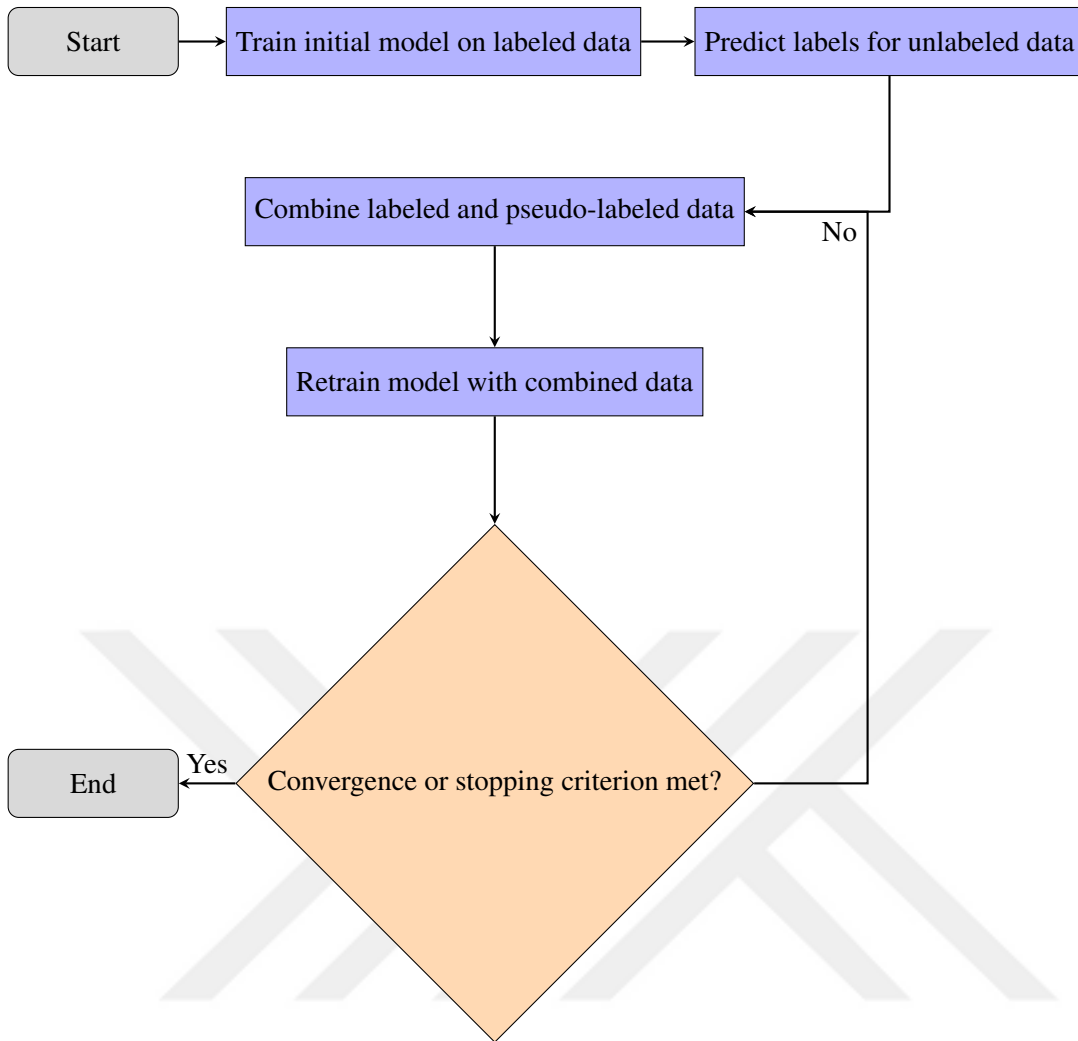 Start
Train initial model on labeled data
Predict labels for unlabeled data
Combine labeled and pseudo-labeled data
No
Retrain model with combined data
Convergence or stopping criterion met?
Yes
End